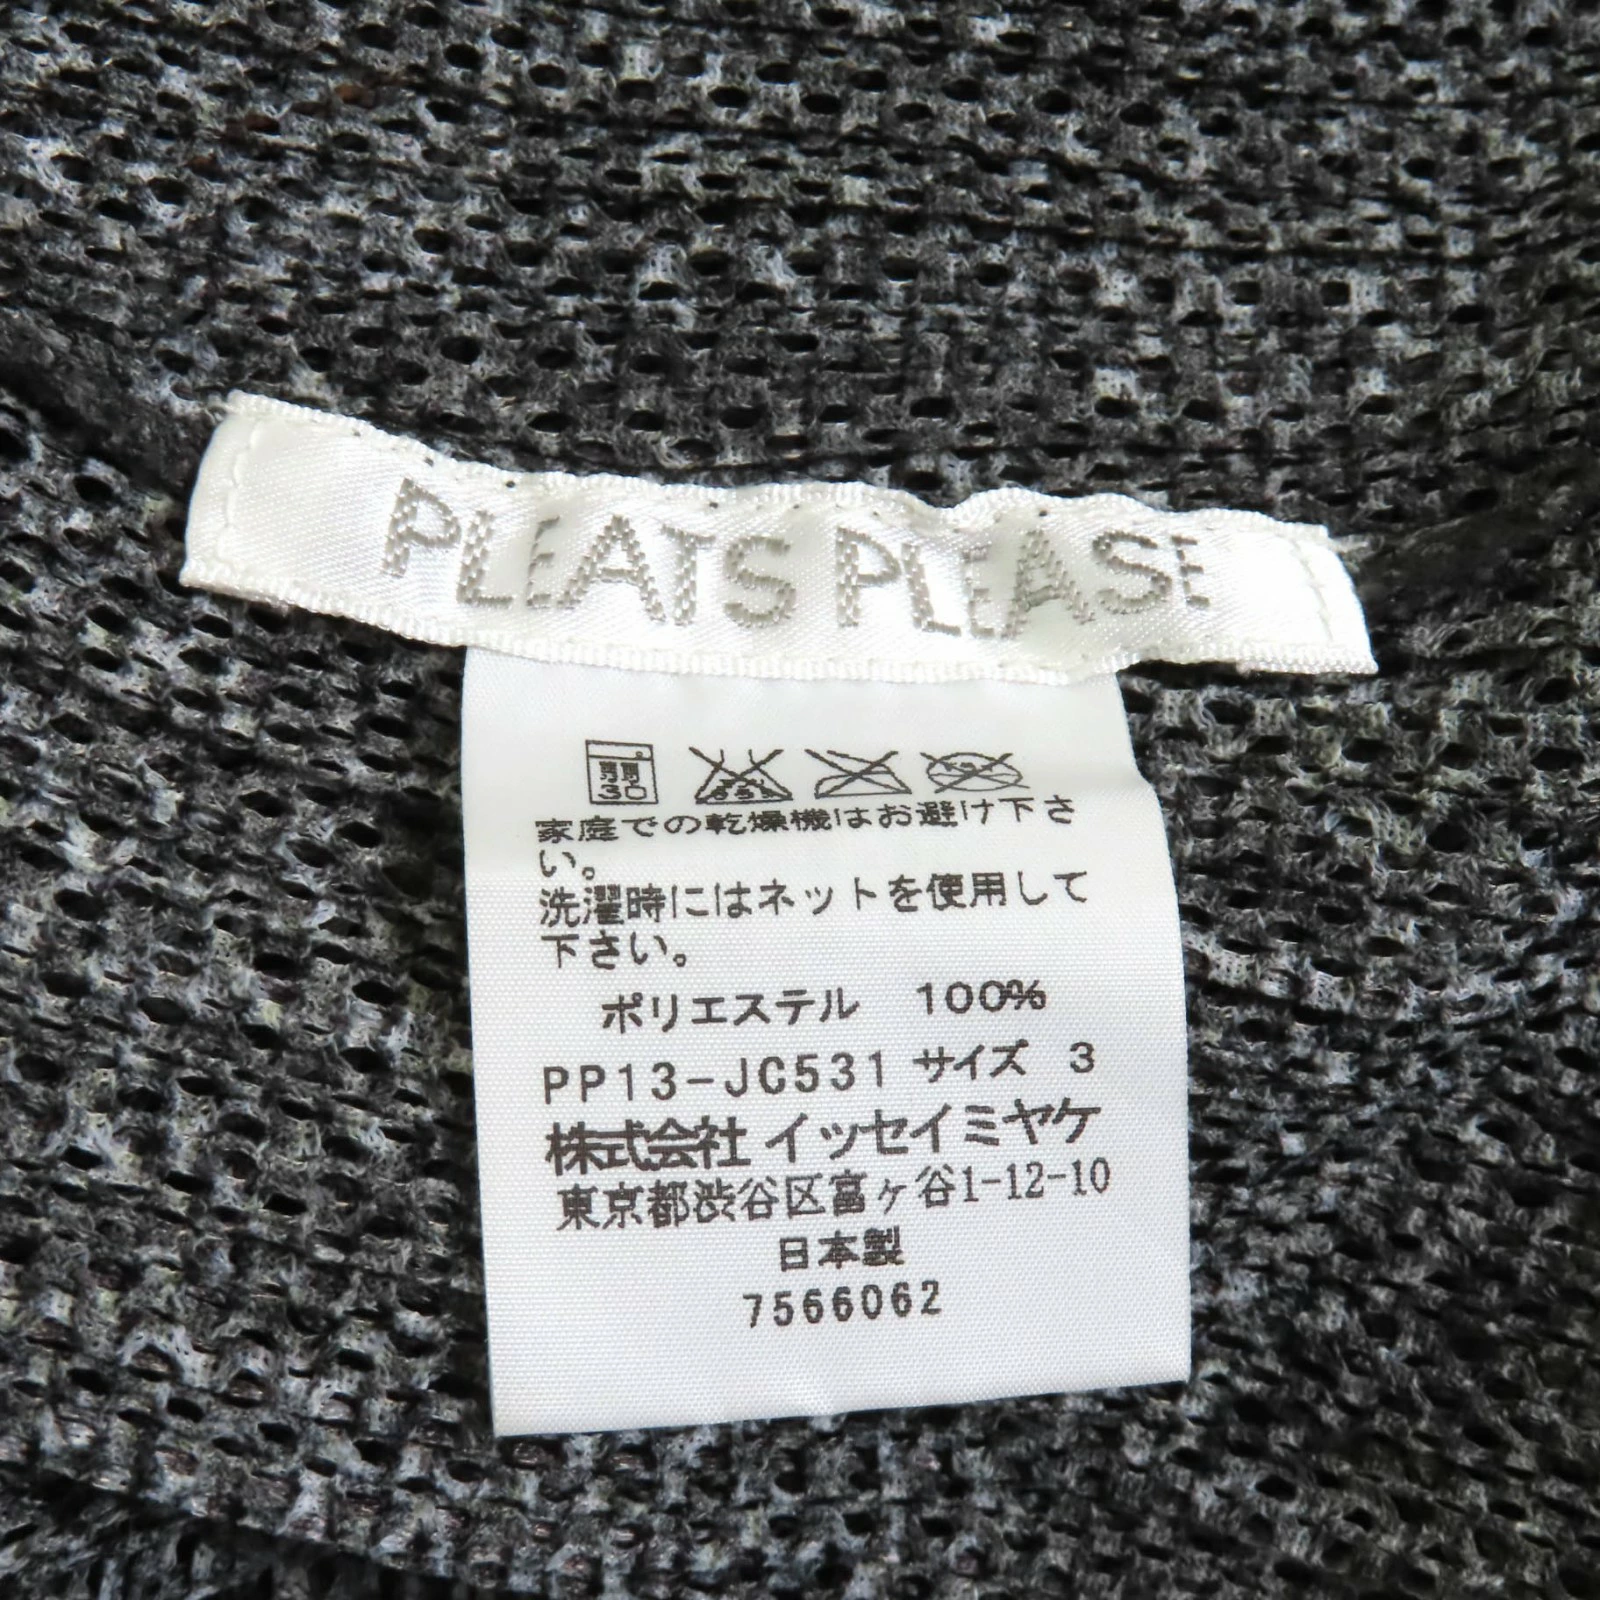 PLEATS PLEASE
家庭での乾燥機はお避け下さ
い。
洗濯時にはネットを使用して
下さい。
ポリエステル 100%
PP13-JC531 サイズ 3
株式会社 イッセイミヤケ
東京都渋谷区富ヶ谷1-12-10
日本製
7566062